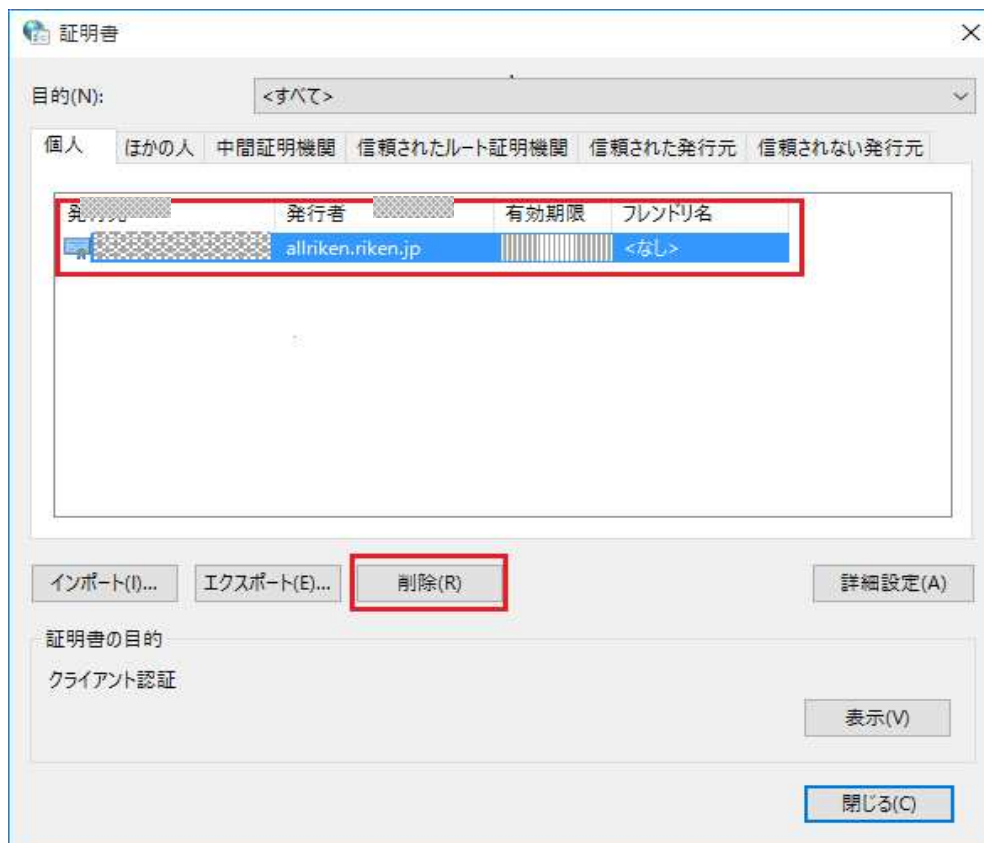 証明書
目的(N):
<すべて>
個人 ほかの人 中間証明機関 信頼されたルート証明機関 信頼された発行元 信頼されない発行元
発行者 有効期限 フレンドリ名
allriken.riken.jp <なし>
インポート(I)... エクスポート(E)... 削除(R) 詳細設定(A)
証明書の目的
クライアント認証
表示(V)
閉じる(C)